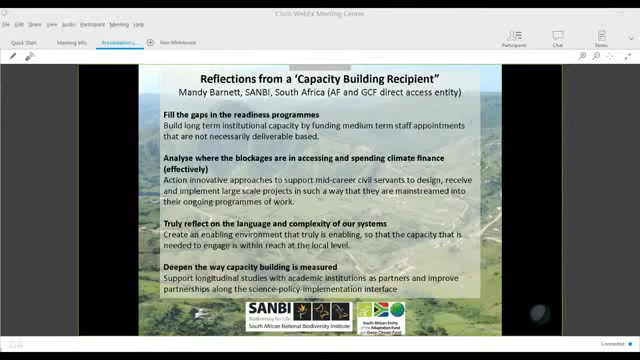 Cisco WebEx Meeting Center
File Edit Share View Audio Participant Meeting Help
Quick Start Meeting Info Presentation New Whiteboard
Participants Chat Notes
Reflections from a 'Capacity Building Recipient"
Mandy Barnett, SANBI, South Africa (AF and GCF direct access entity)
Fill the gaps in the readiness programmes
Build long term institutional capacity by funding medium term staff appointments
that are not necessarily deliverable based.
Analyse where the blockages are in accessing and spending climate finance
(effectively)
Action innovative approaches to support mid-career civil servants to design, receive
and implement large scale projects in such a way that they are mainstreamed into
their ongoing programmes of work.
Truly reflect on the language and complexity of our systems
Create an enabling environment that truly is enabling, so that the capacity that is
needed to engage is within reach at the local level.
Deepen the way capacity building is measured
Support longitudinal studies with academic institutions as partners and improve
partnerships along the science-policy-implementation interface
SANBI
Biodiversity for Life
South African National Biodiversity Institute
South African Entity
of the Adaptation Fund
and Green Climate Fund
Connected